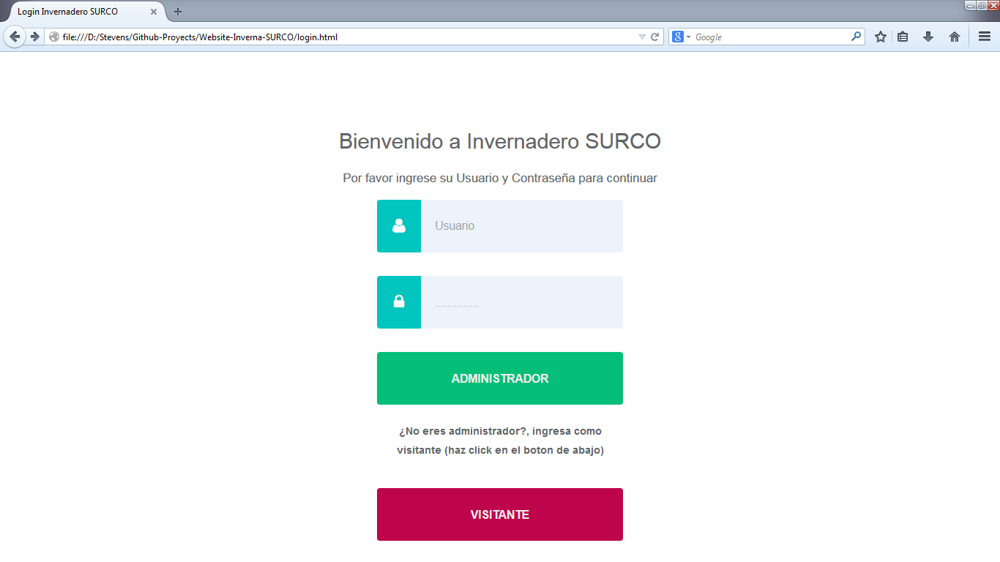 Login Invernadero SURCO
file:///D:/Stevens/Github-Proyects/Website-Inverna-SURCO/login.html
8 Google
Bienvenido a Invernadero SURCO
Por favor ingrese su Usuario y Contraseña para continuar
Usuario
..............
ADMINISTRADOR
¿No eres administrador?, ingresa como
visitante (haz click en el boton de abajo)
VISITANTE